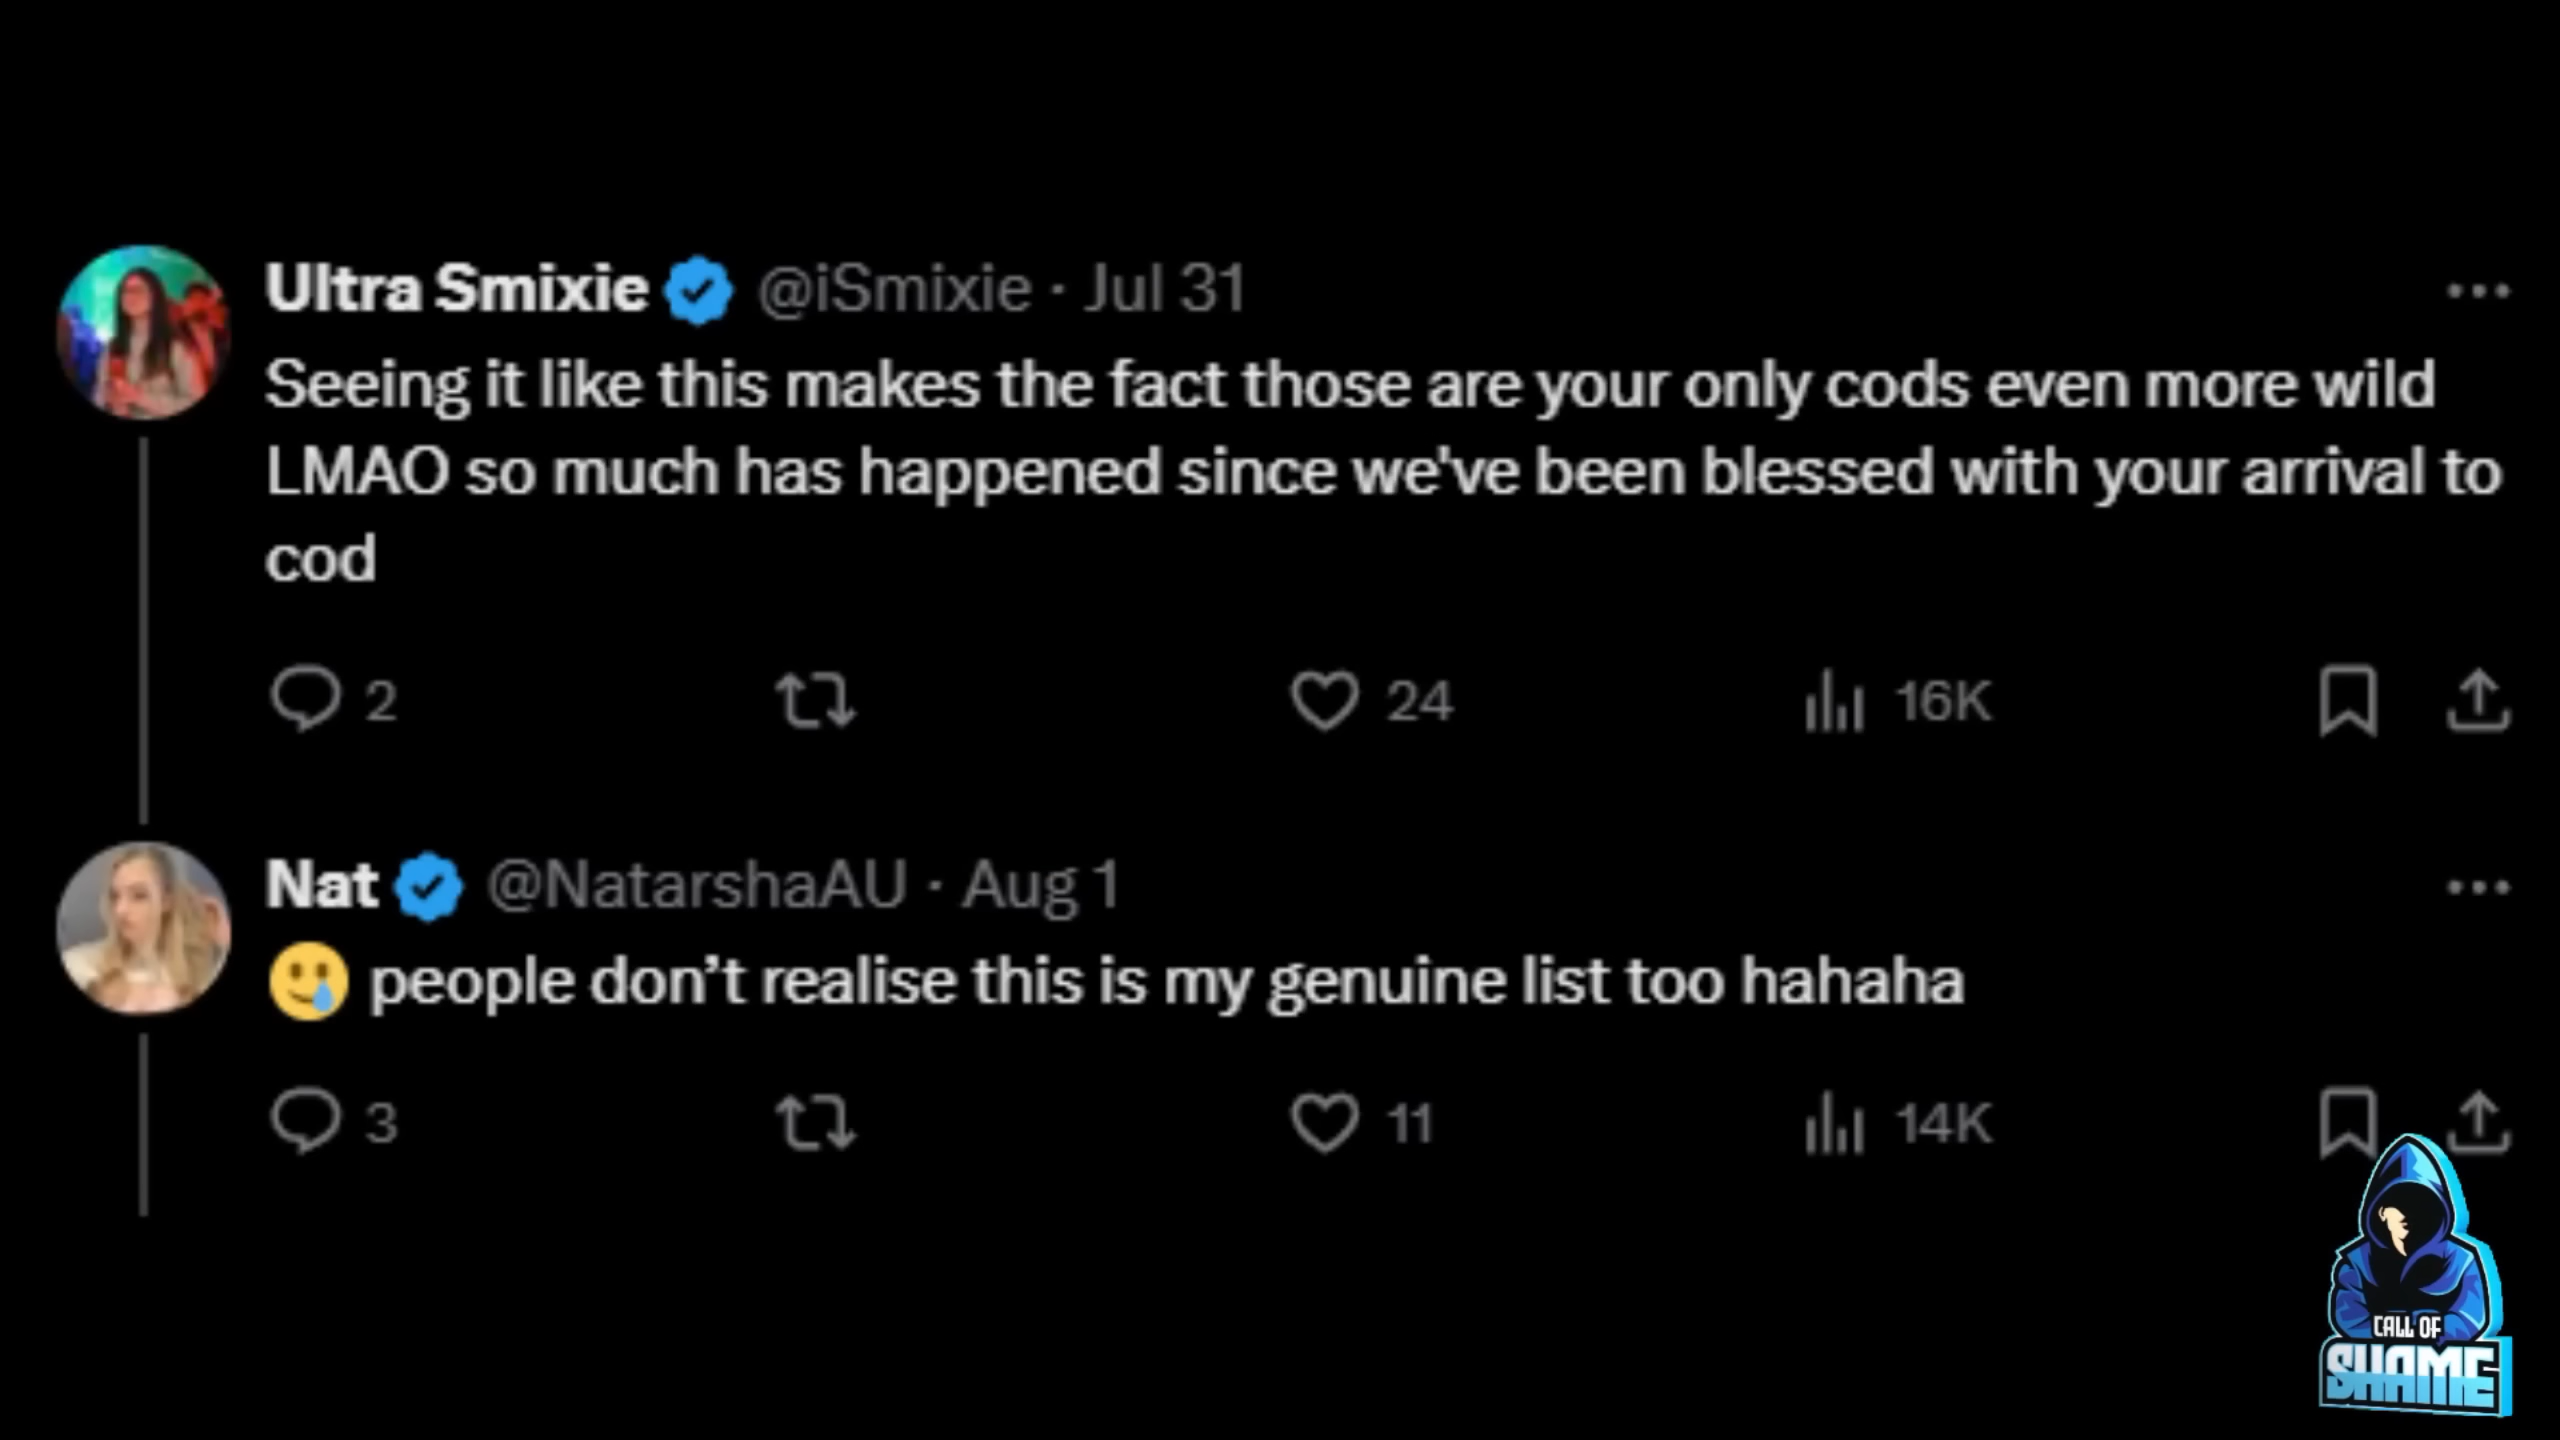 Ultra Smixie @iSmixie · Jul 31
Seeing it like this makes the fact those are your only cods even more wild
LMAO so much has happened since we've been blessed with your arrival to
cod
2 24 16K
Nat @NatarshaAU · Aug 1
🥲 people don’t realise this is my genuine list too hahaha
3 11 14K
CALL OF
SHAME